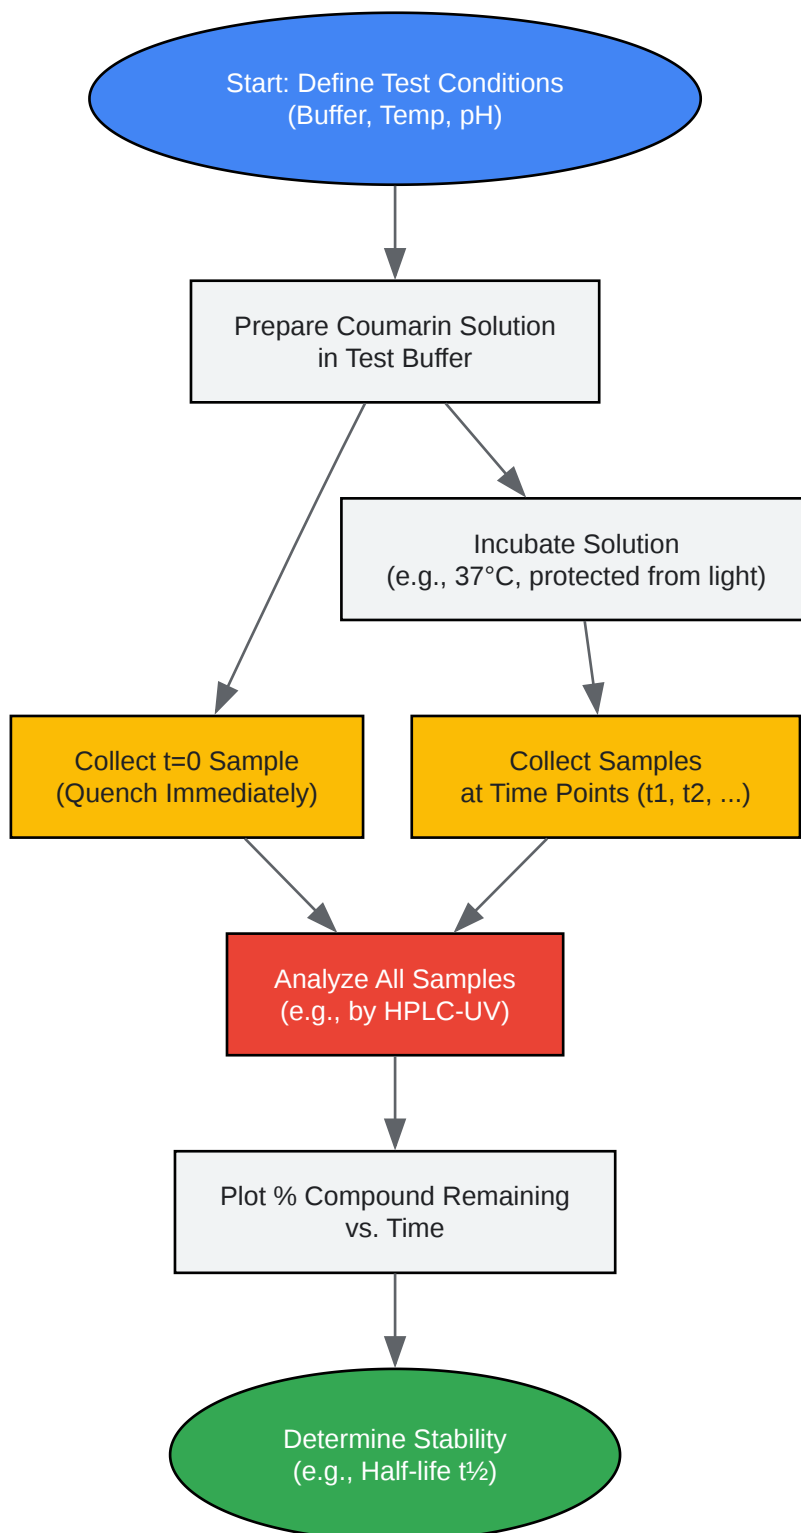 Start: Define Test Conditions
(Buffer, Temp, pH)
Prepare Coumarin Solution
in Test Buffer
Incubate Solution
(e.g., 37°C, protected from light)
Collect t=0 Sample
(Quench Immediately)
Collect Samples
at Time Points (t1, t2, ...)
Analyze All Samples
(e.g., by HPLC-UV)
Plot % Compound Remaining
vs. Time
Determine Stability
(e.g., Half-life t½)